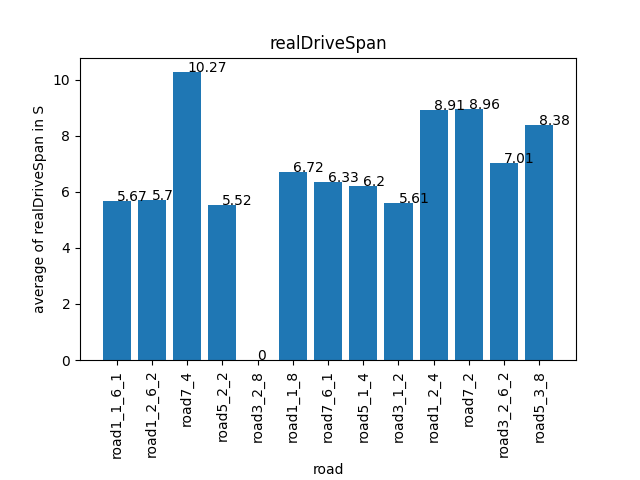 realDriveSpan
average of realDriveSpan in S
10
8
6
4
2
0
5.67
5.7
10.27
5.52
0
6.72
6.33
6.2
5.61
8.91
8.96
7.01
8.38
road1_1_6_1
road1_2_6_2
road7_4
road5_2_2
road3_2_8
road1_1_8
road7_6_1
road5_1_4
road3_1_2
road1_2_4
road7_2
road3_2_6_2
road5_3_8
road